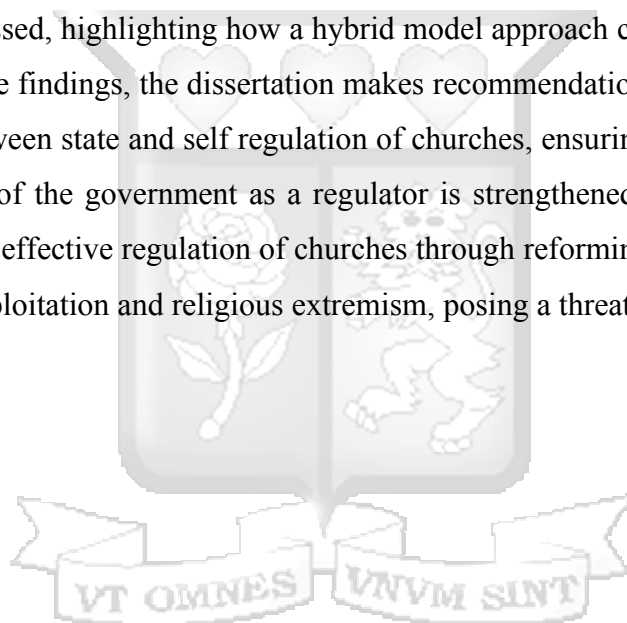 ssed, highlighting how a hybrid model approach c
e findings, the dissertation makes recommendatio
ween state and self regulation of churches, ensurin
of the government as a regulator is strengthened
effective regulation of churches through reformin
ploitation and religious extremism, posing a threat
VT OMNES VNVM SINT